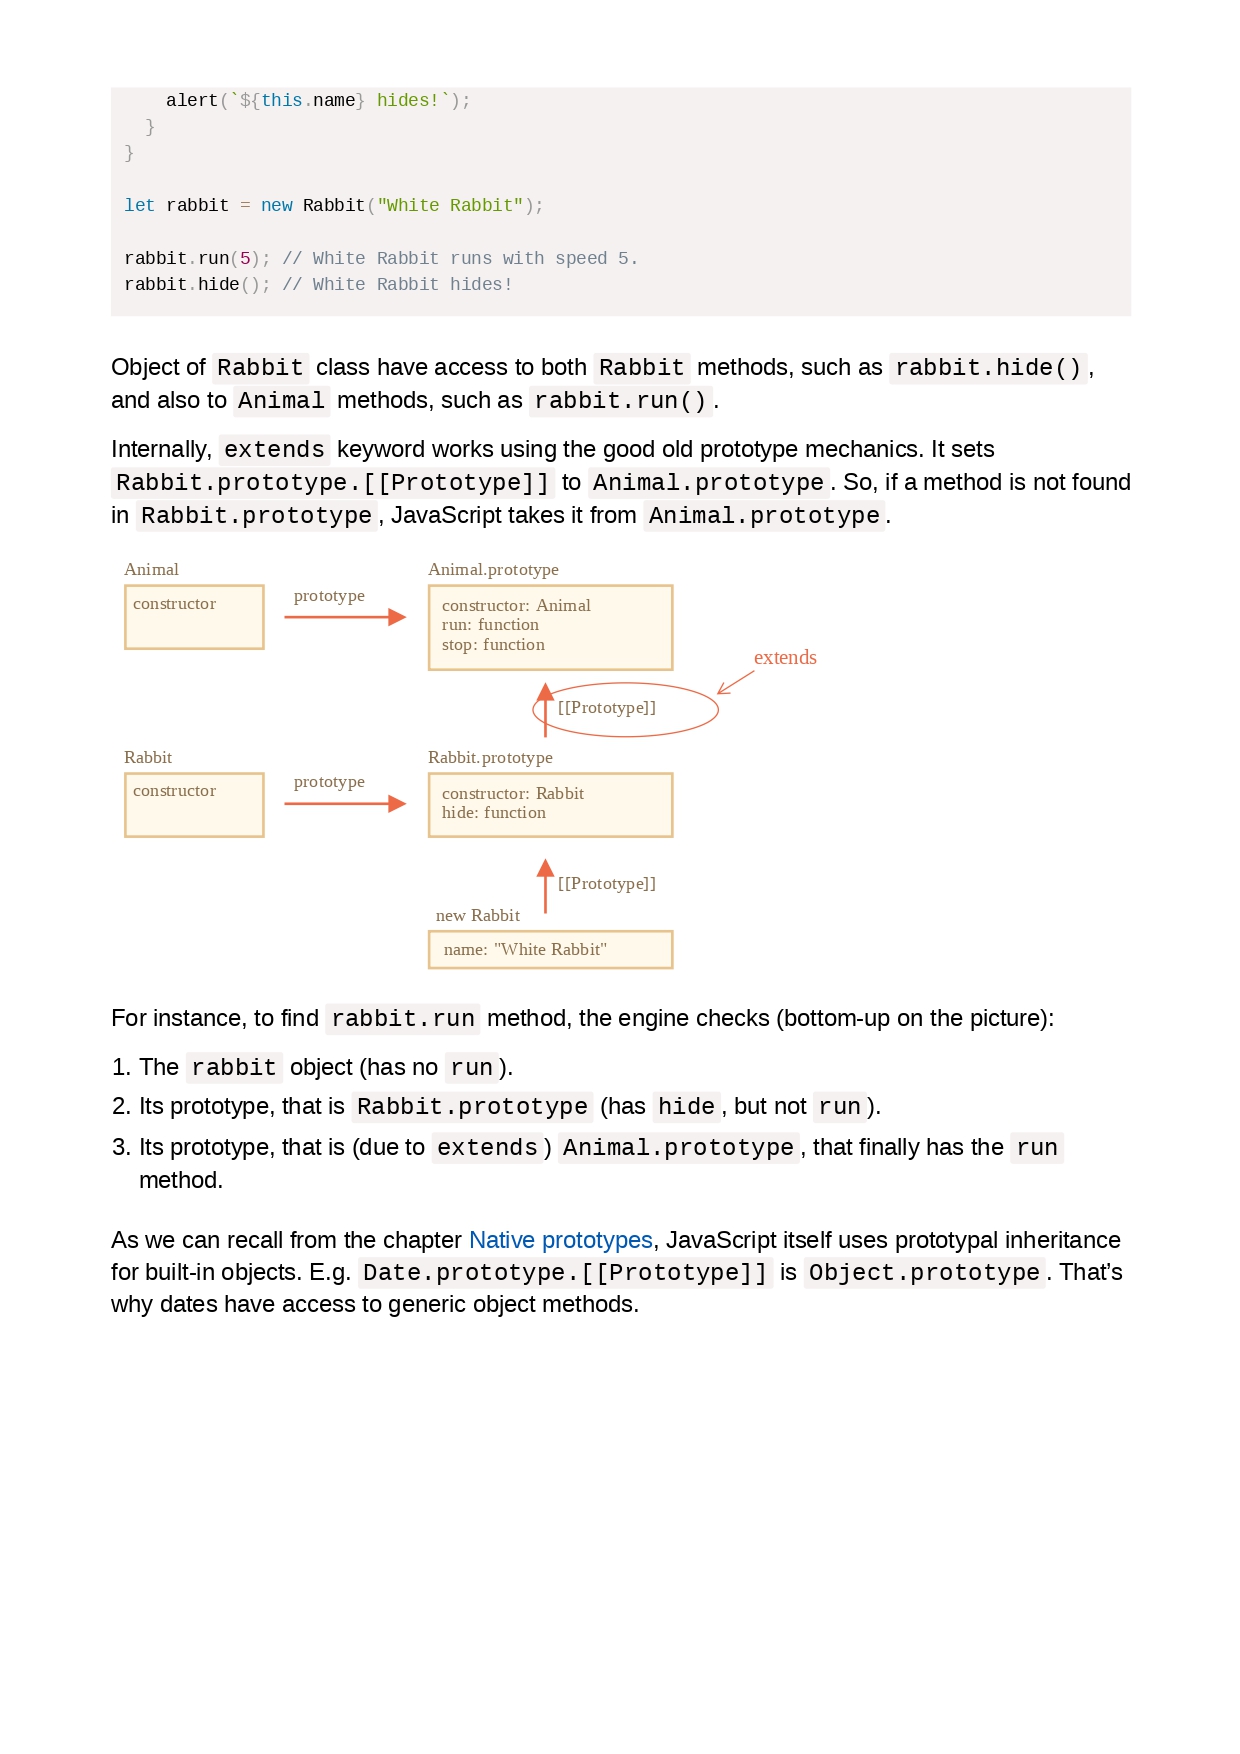 alert(`${this.name} hides!`);
  }
}
let rabbit = new Rabbit("White Rabbit");
rabbit.run(5); // White Rabbit runs with speed 5.
rabbit.hide(); // White Rabbit hides!
Object of Rabbit class have access to both Rabbit methods, such as rabbit.hide(),
and also to Animal methods, such as rabbit.run().
Internally, extends keyword works using the good old prototype mechanics. It sets
Rabbit.prototype.[[Prototype]] to Animal.prototype. So, if a method is not found
in Rabbit.prototype, JavaScript takes it from Animal.prototype.
Animal
constructor
prototype
Animal.prototype
constructor: Animal
run: function
stop: function
extends
[[Prototype]]
Rabbit
constructor
prototype
Rabbit.prototype
constructor: Rabbit
hide: function
[[Prototype]]
new Rabbit
name: "White Rabbit"
For instance, to find rabbit.run method, the engine checks (bottom-up on the picture):
1. The rabbit object (has no run).
2. Its prototype, that is Rabbit.prototype (has hide, but not run).
3. Its prototype, that is (due to extends) Animal.prototype, that finally has the run
method.
As we can recall from the chapter Native prototypes, JavaScript itself uses prototypal inheritance
for built-in objects. E.g. Date.prototype.[[Prototype]] is Object.prototype. That’s
why dates have access to generic object methods.